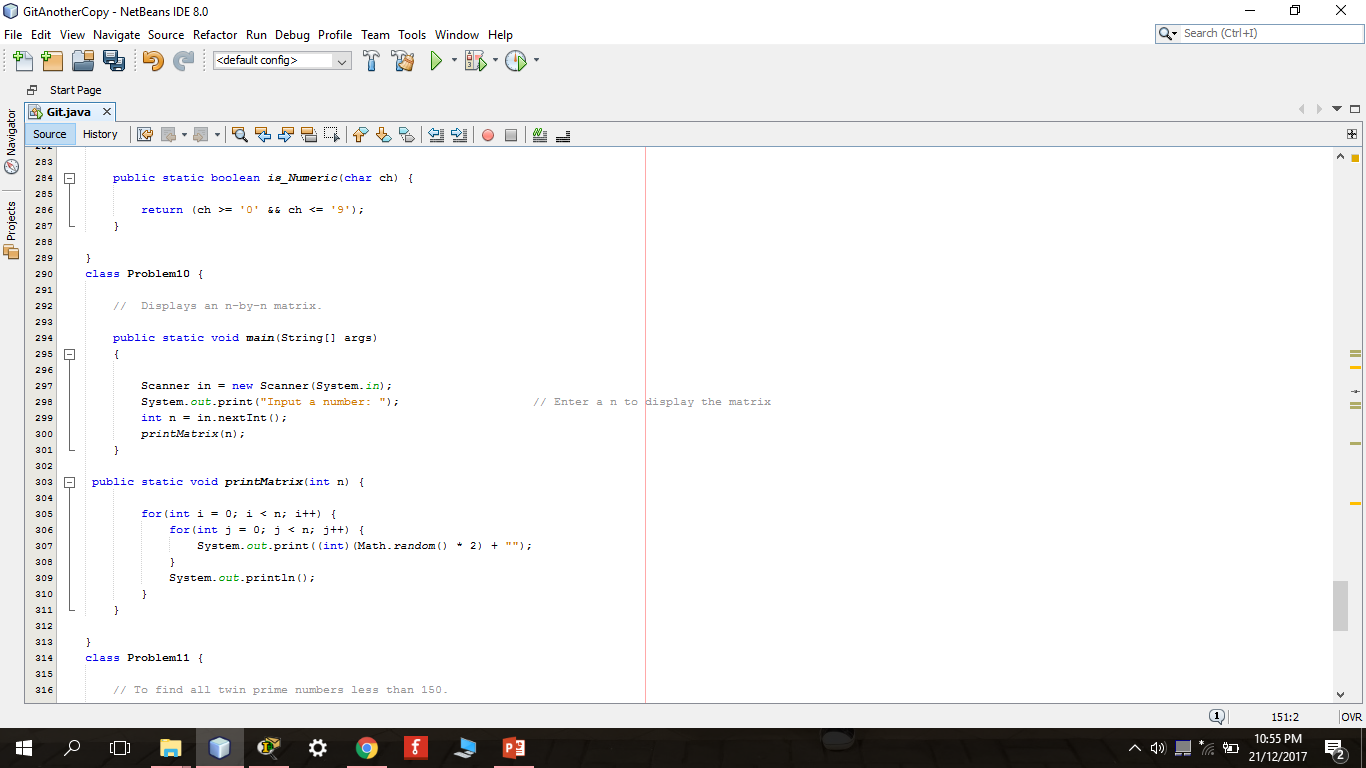 GitAnotherCopy - NetBeans IDE 8.0
File Edit View Navigate Source Refactor Run Debug Profile Team Tools Window Help
Search (Ctrl+I)
<default config>
Start Page
Git.java
Source History
Navigator
Projects
283
284 public static boolean is_Numeric(char ch) {
285
286 return (ch >= '0' && ch <= '9');
287 }
288
289 }
290 class Problem10 {
291
292 //  Displays an n-by-n matrix.
293
294 public static void main(String[] args)
295 {
296
297 Scanner in = new Scanner(System.in);
298 System.out.print("Input a number: "); // Enter a n to display the matrix
299 int n = in.nextInt();
300 printMatrix(n);
301 }
302
303 public static void printMatrix(int n) {
304
305 for(int i = 0; i < n; i++) {
306 for(int j = 0; j < n; j++) {
307 System.out.print((int)(Math.random() * 2) + "");
308 }
309 System.out.println();
310 }
311 }
312
313 }
314 class Problem11 {
315
316 // To find all twin prime numbers less than 150.
1
151:2
OVR
10:55 PM
21/12/2017
2